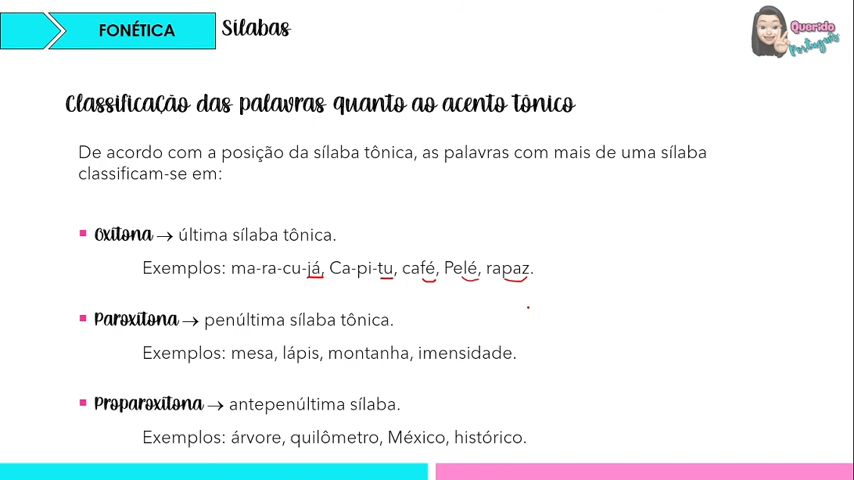 FONÉTICA
Sílabas
Querido
Português
Classificação das palavras quanto ao acento tônico
De acordo com a posição da sílaba tônica, as palavras com mais de uma sílaba
classificam-se em:
Oxítona → última sílaba tônica.
Exemplos: ma-ra-cu-já, Ca-pi-tu, café, Pelé, rapaz.
Paroxítona → penúltima sílaba tônica.
Exemplos: mesa, lápis, montanha, imensidade.
Proparoxítona → antepenúltima sílaba.
Exemplos: árvore, quilômetro, México, histórico.